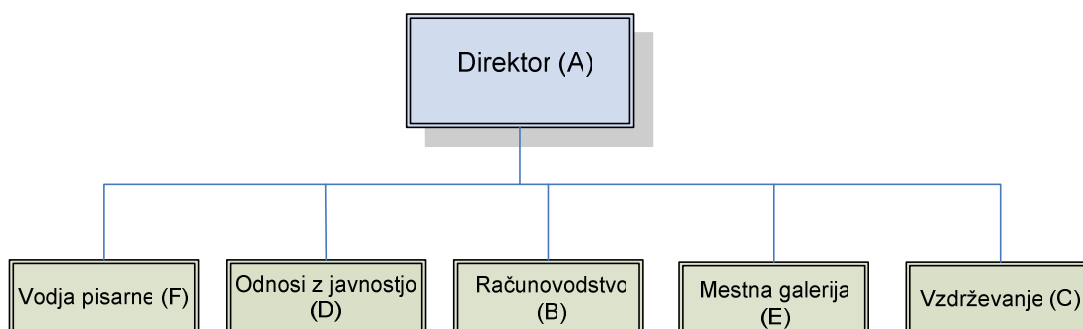 Direktor (A)
Vodja pisarne (F)
Odnosi z javnostjo
(D)
Računovodstvo
(B)
Mestna galerija
(E)
Vzdrževanje (C)